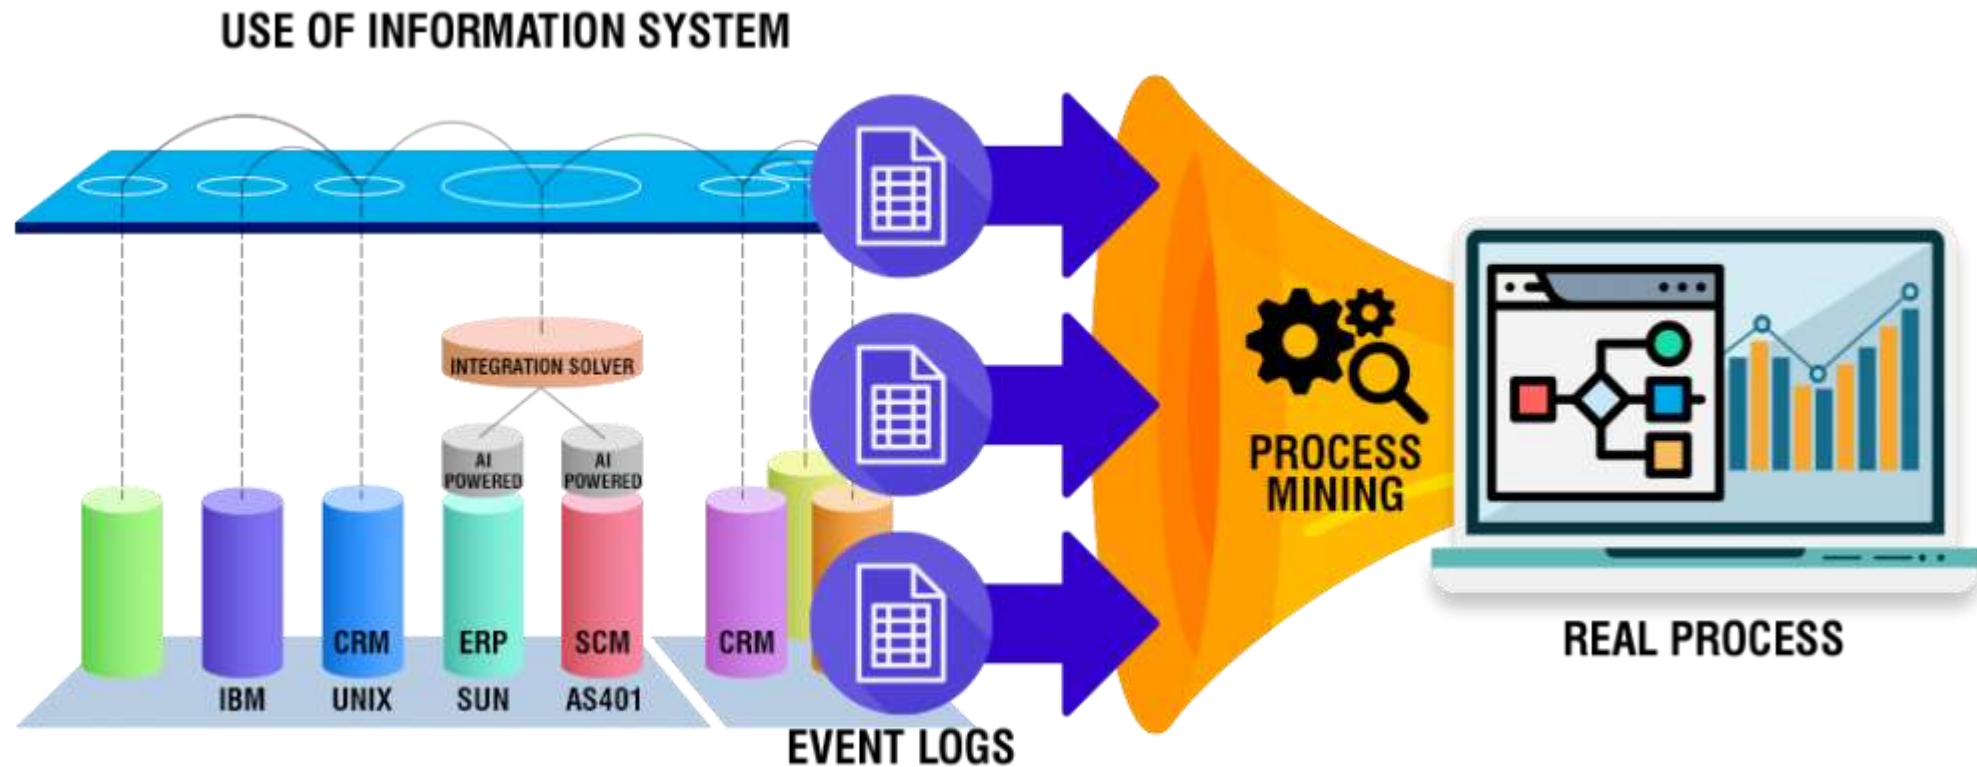 USE OF INFORMATION SYSTEM
INTEGRATION SOLVER
AI
POWERED
AI
POWERED
CRM
ERP
SCM
CRM
IBM
UNIX
SUN
AS401
EVENT LOGS
PROCESS
MINING
REAL PROCESS